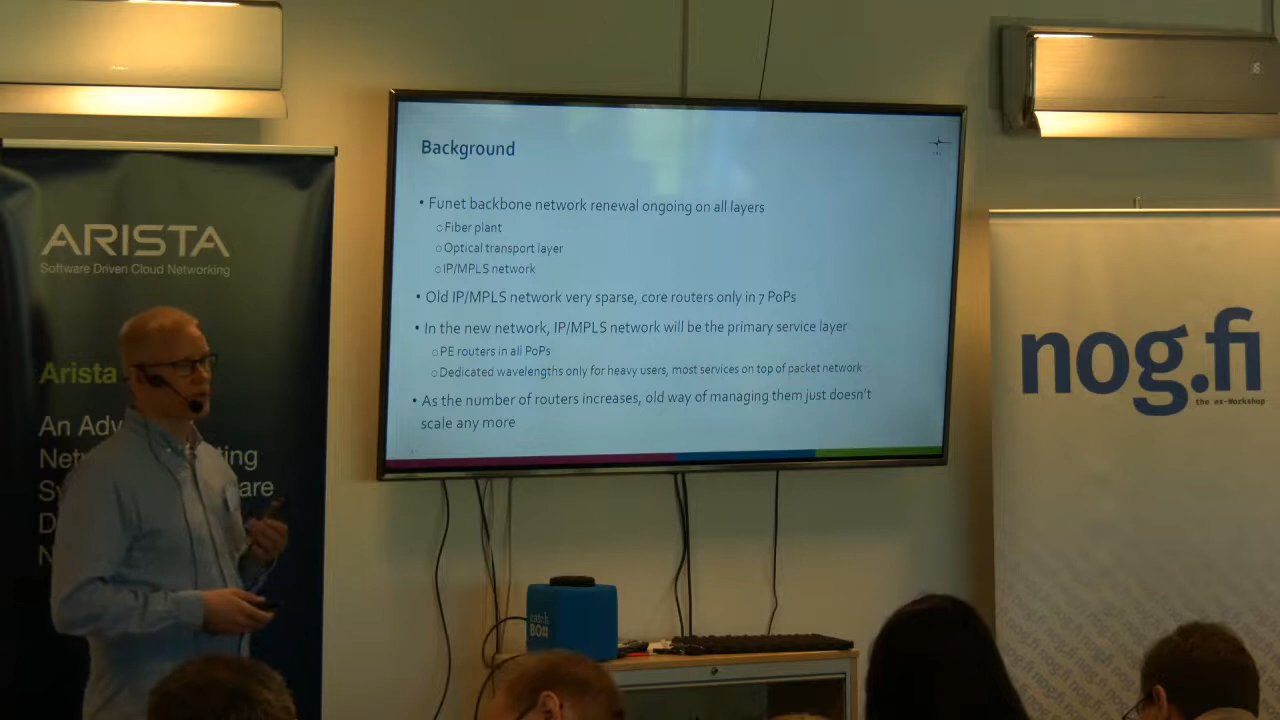 ARISTA
Software Driven Cloud Networking
Arista
An Adv
Net
ting
Sy
are
D
N
Background
• Funet backbone network renewal ongoing on all layers
○ Fiber plant
○ Optical transport layer
○ IP/MPLS network
• Old IP/MPLS network very sparse, core routers only in 7 PoPs
• In the new network, IP/MPLS network will be the primary service layer
○ PE routers in all PoPs
○ Dedicated wavelengths only for heavy users, most services on top of packet network
• As the number of routers increases, old way of managing them just doesn't
scale any more
catch
BOX
nog.fi
the ex-Workshop